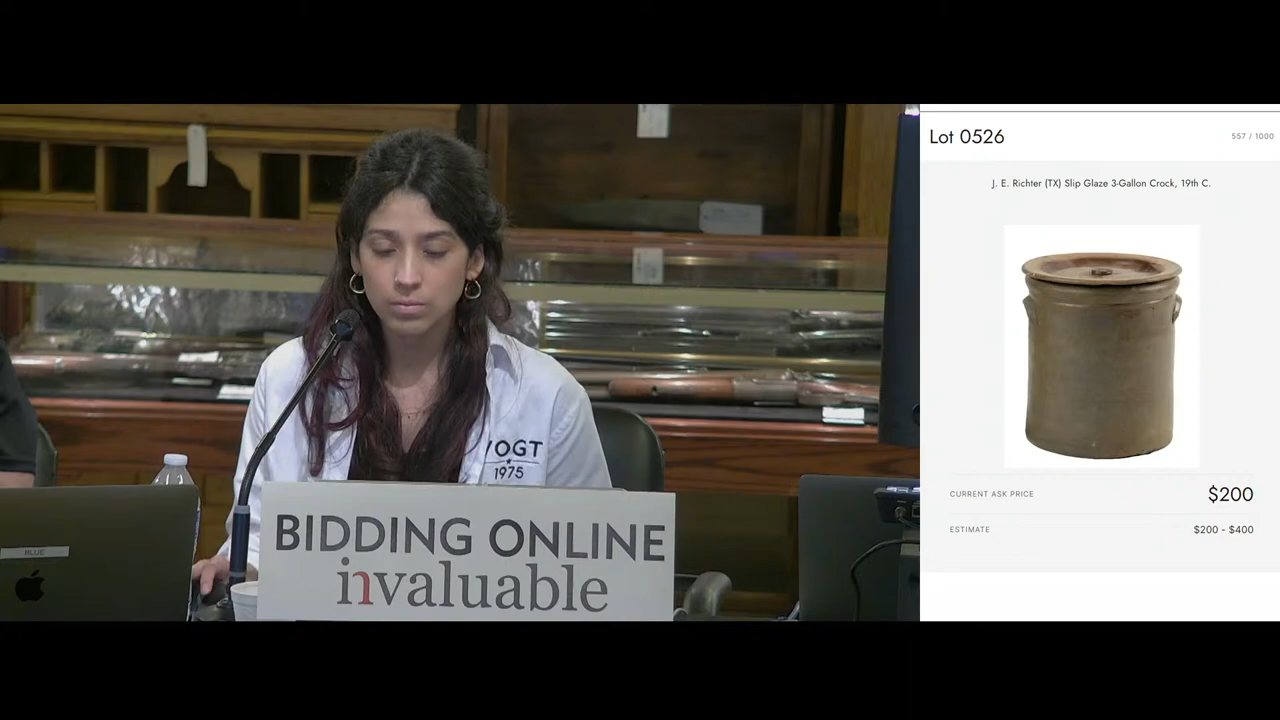 Lot 0526
557 / 1000
J. E. Richter (TX) Slip Glaze 3-Gallon Crock, 19th C.
CURRENT ASK PRICE
$200
ESTIMATE
$200 - $400
VOGT
1975
BLUE
BIDDING ONLINE
invaluable